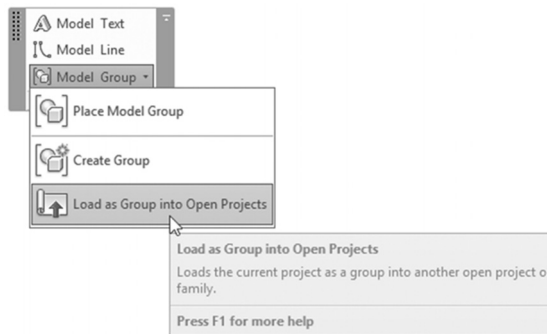 Model Text
Model Line
Model Group
Place Model Group
Create Group
Load as Group into Open Projects
Load as Group into Open Projects
Loads the current project as a group into another open project o
family.
Press F1 for more help